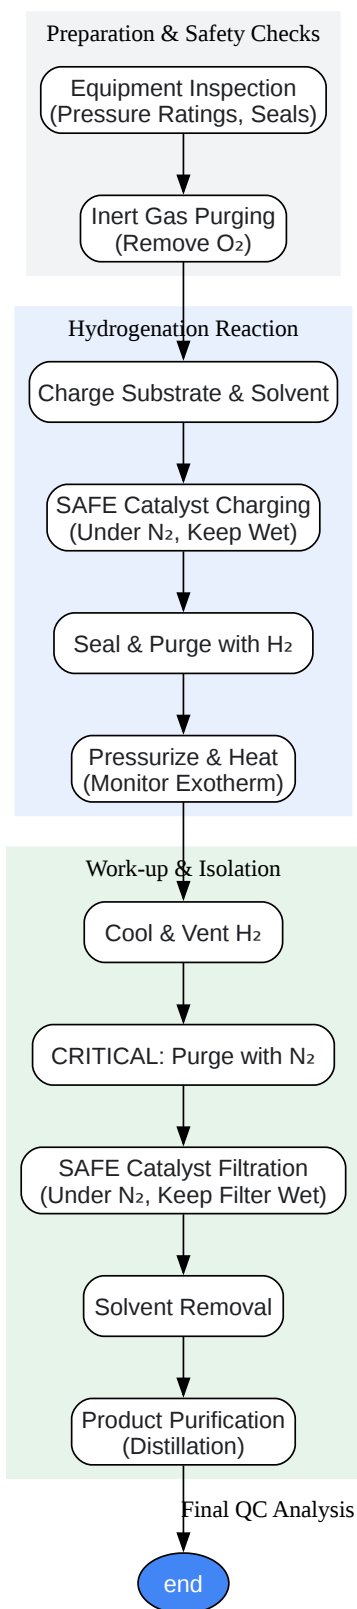 Preparation & Safety Checks
Equipment Inspection
(Pressure Ratings, Seals)
Inert Gas Purging
(Remove O₂)
Hydrogenation Reaction
Charge Substrate & Solvent
SAFE Catalyst Charging
(Under N₂, Keep Wet)
Seal & Purge with H₂
Pressurize & Heat
(Monitor Exotherm)
Work-up & Isolation
Cool & Vent H₂
CRITICAL: Purge with N₂
SAFE Catalyst Filtration
(Under N₂, Keep Filter Wet)
Solvent Removal
Product Purification
(Distillation)
Final QC Analysis
end